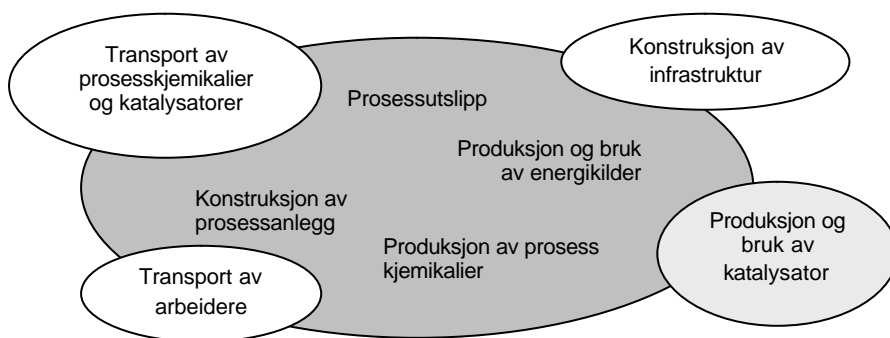 Transport av
prosesskjemikalier
og katalysatorer
Konstruksjon av
infrastruktur
Prosessutslipp
Produksjon og bruk
av energikilder
Konstruksjon av
prosessanlegg
Produksjon av prosess
kjemikalier
Produksjon og
bruk av
katalysator
Transport av
arbeidere